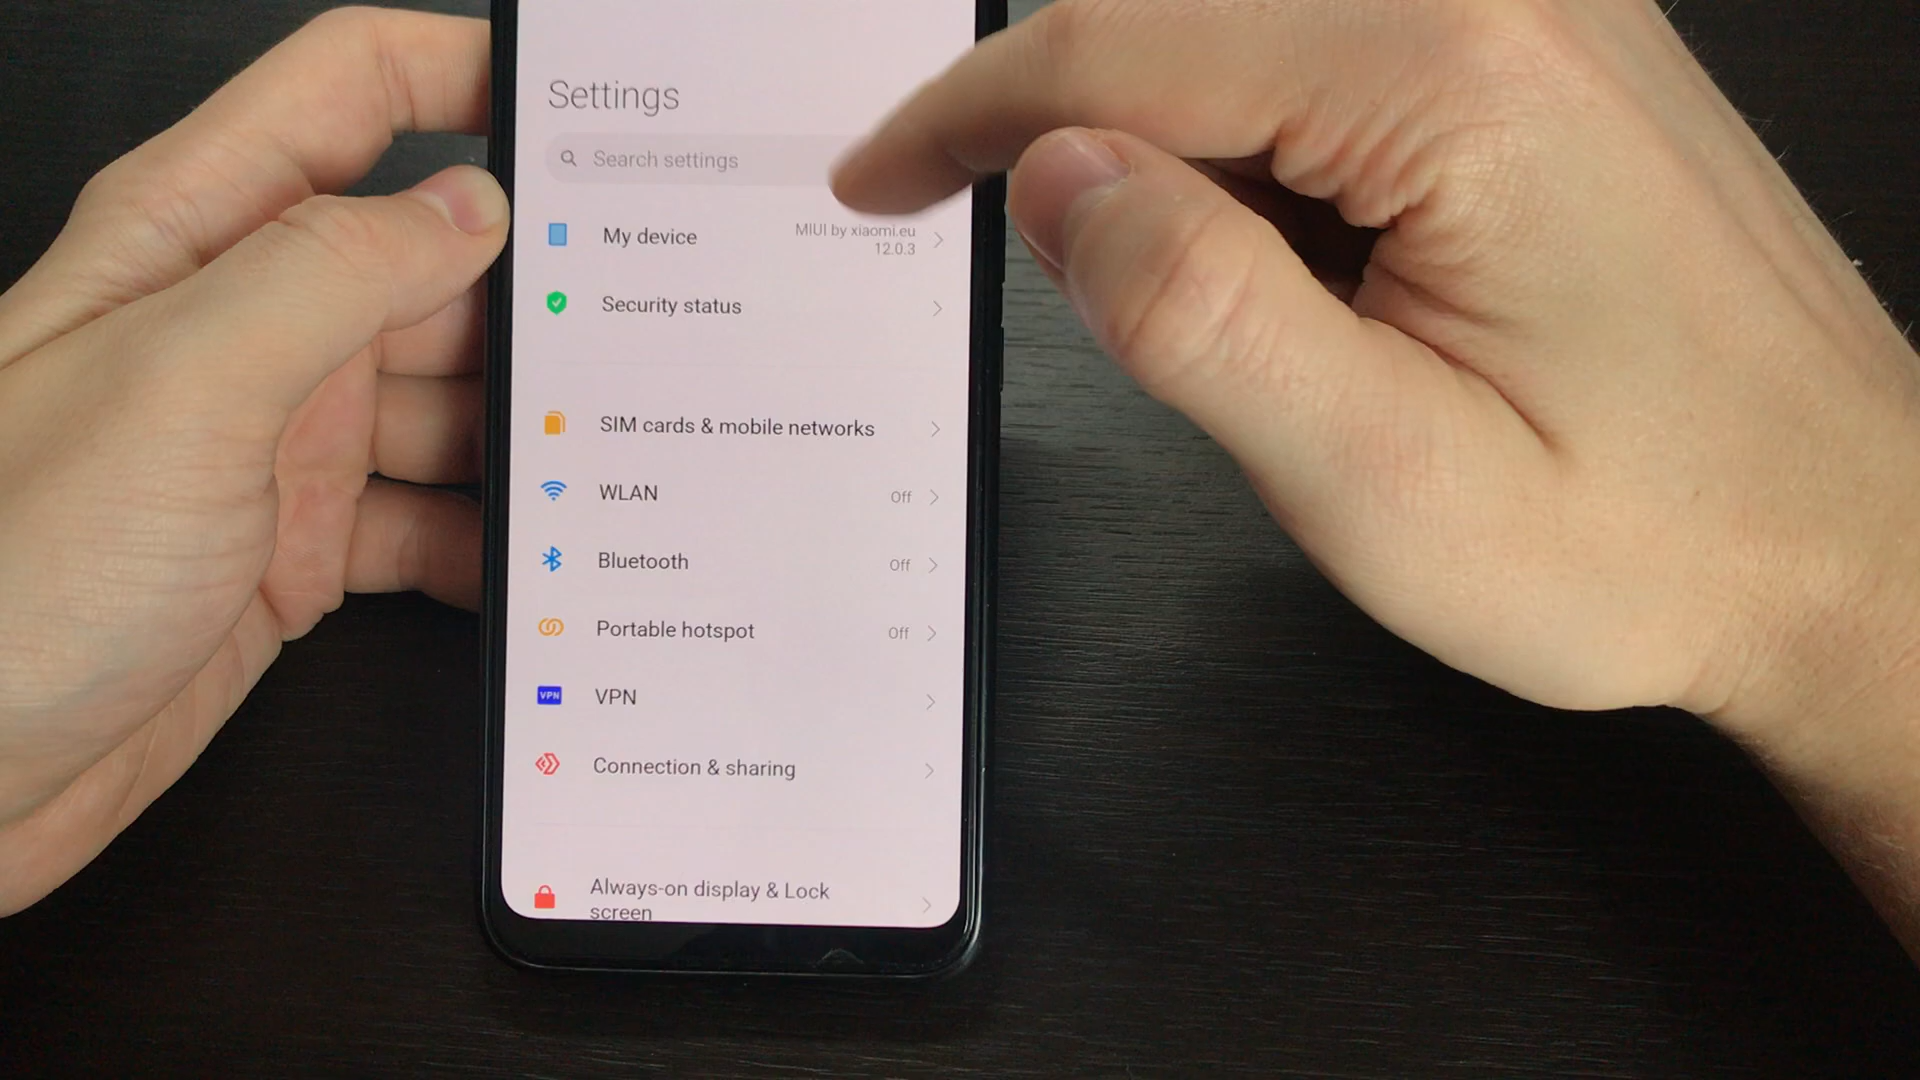 Settings
Search settings
My device
MIUI by xiaomi.eu
12.0.3
Security status
SIM cards & mobile networks
WLAN
Off
Bluetooth
Off
Portable hotspot
Off
VPN
VPN
Connection & sharing
Always-on display & Lock
screen